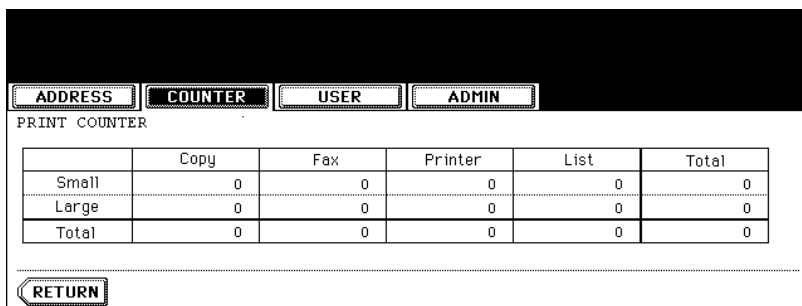 ADDRESS COUNTER USER ADMIN
PRINT COUNTER
Copy Fax Printer List Total
Small 0 0 0 0 0
Large 0 0 0 0 0
Total 0 0 0 0 0
RETURN